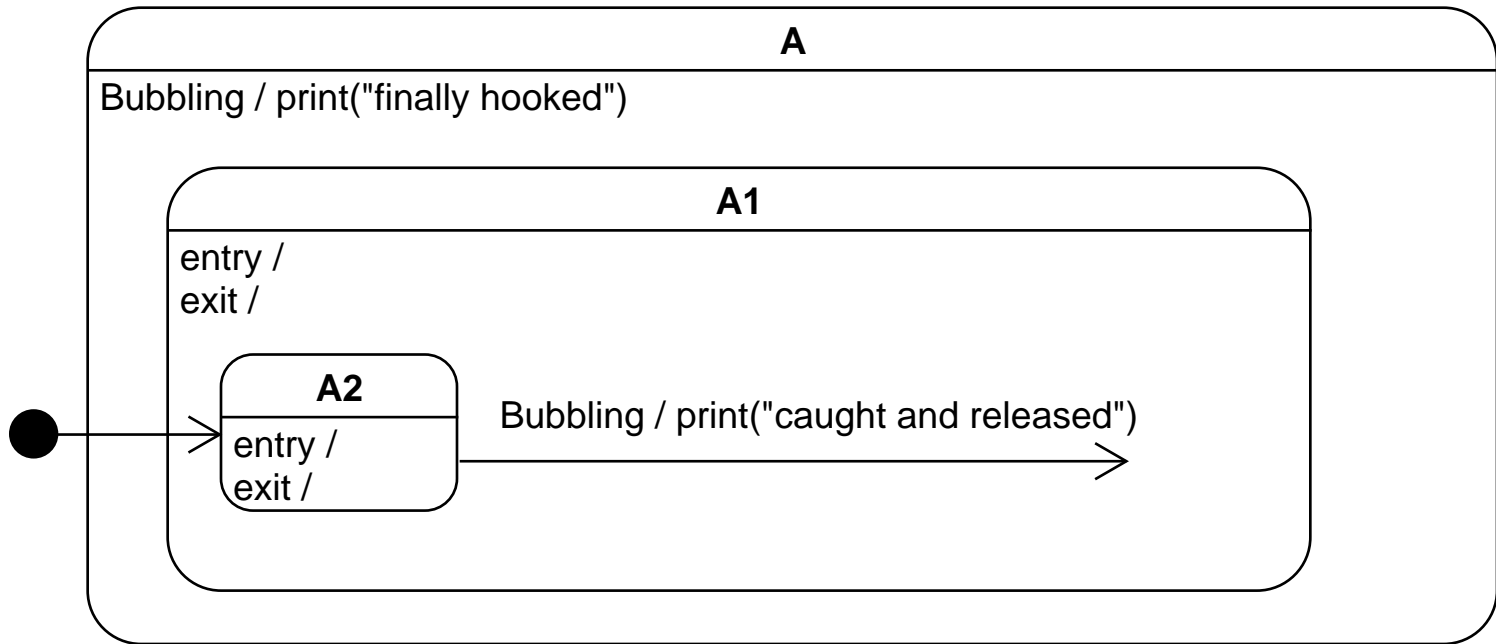 A
Bubbling / print("finally hooked")
A1
entry /
exit /
A2
entry /
exit /
Bubbling / print("caught and released")